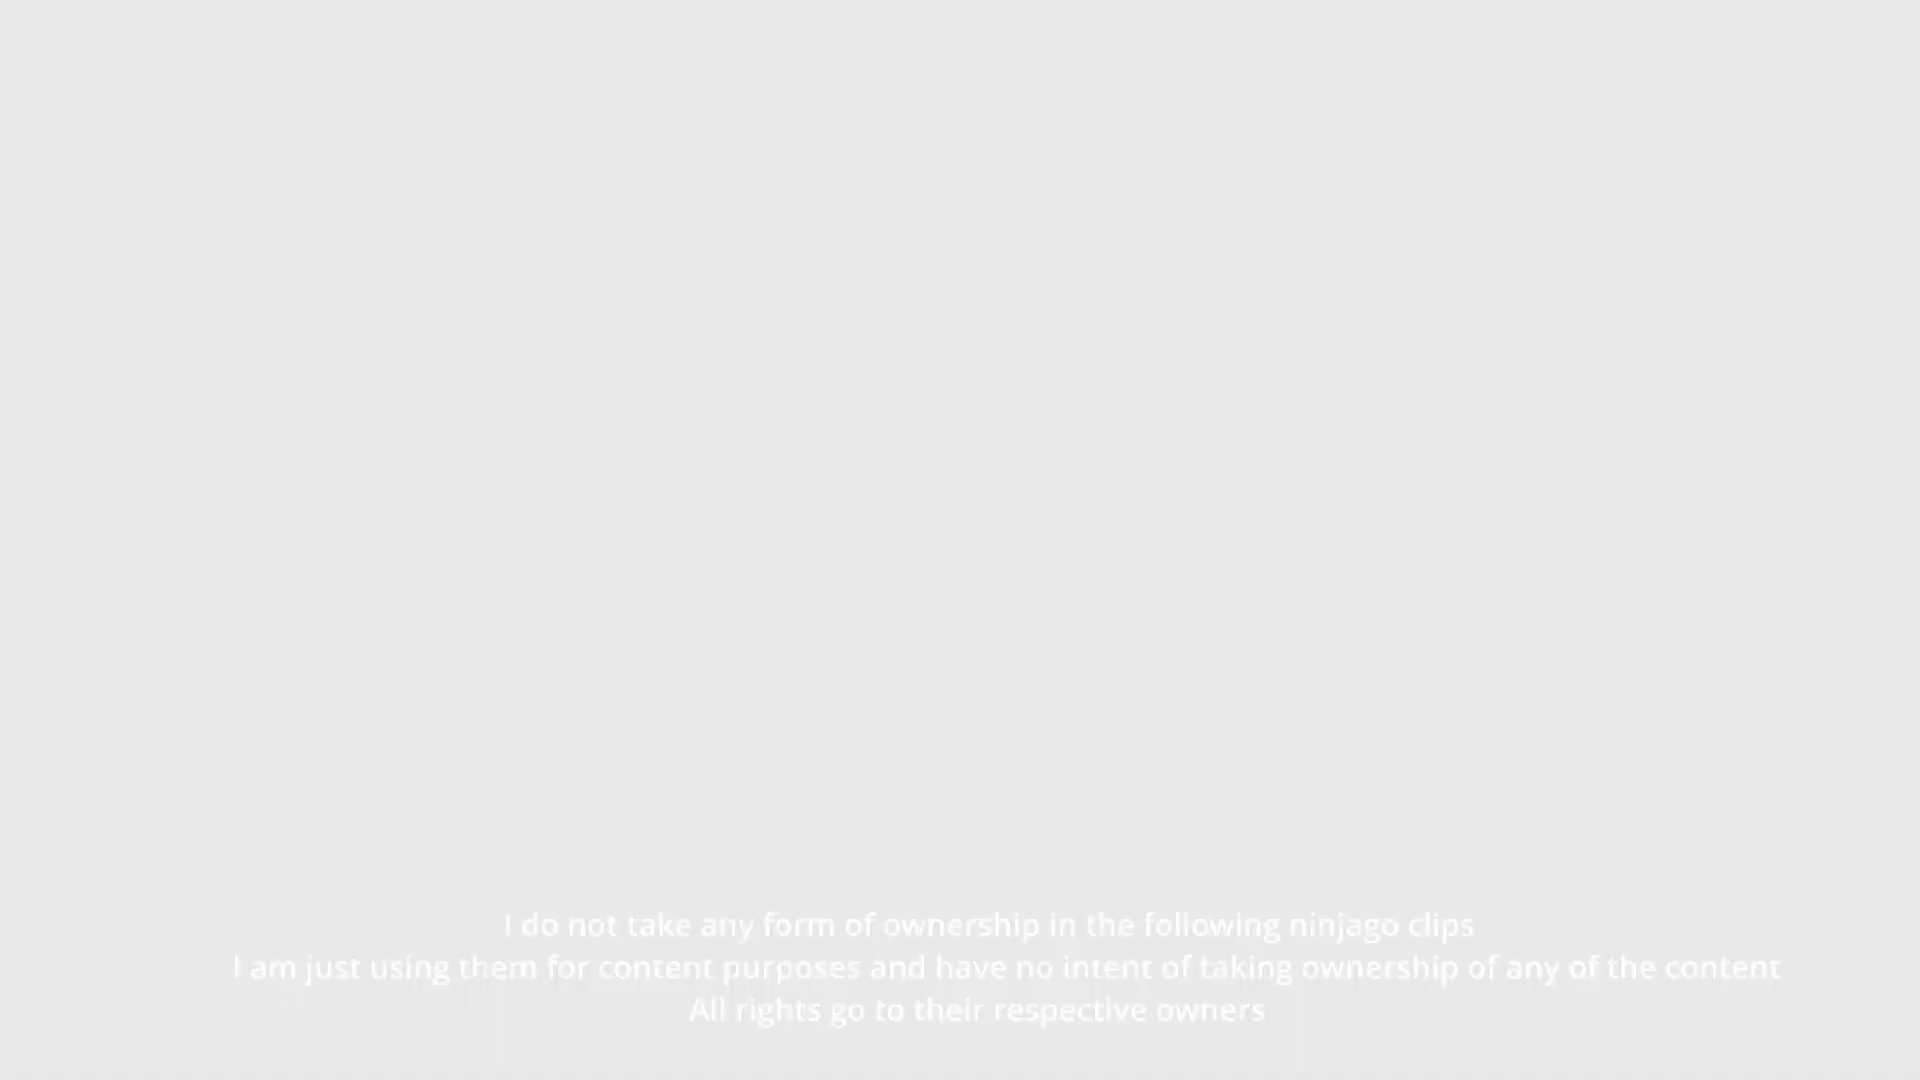 I do not take any form of ownership in the following ninjago clips
I am just using them for content purposes and have no intent of taking ownership of any of the content
All rights go to their respective owners